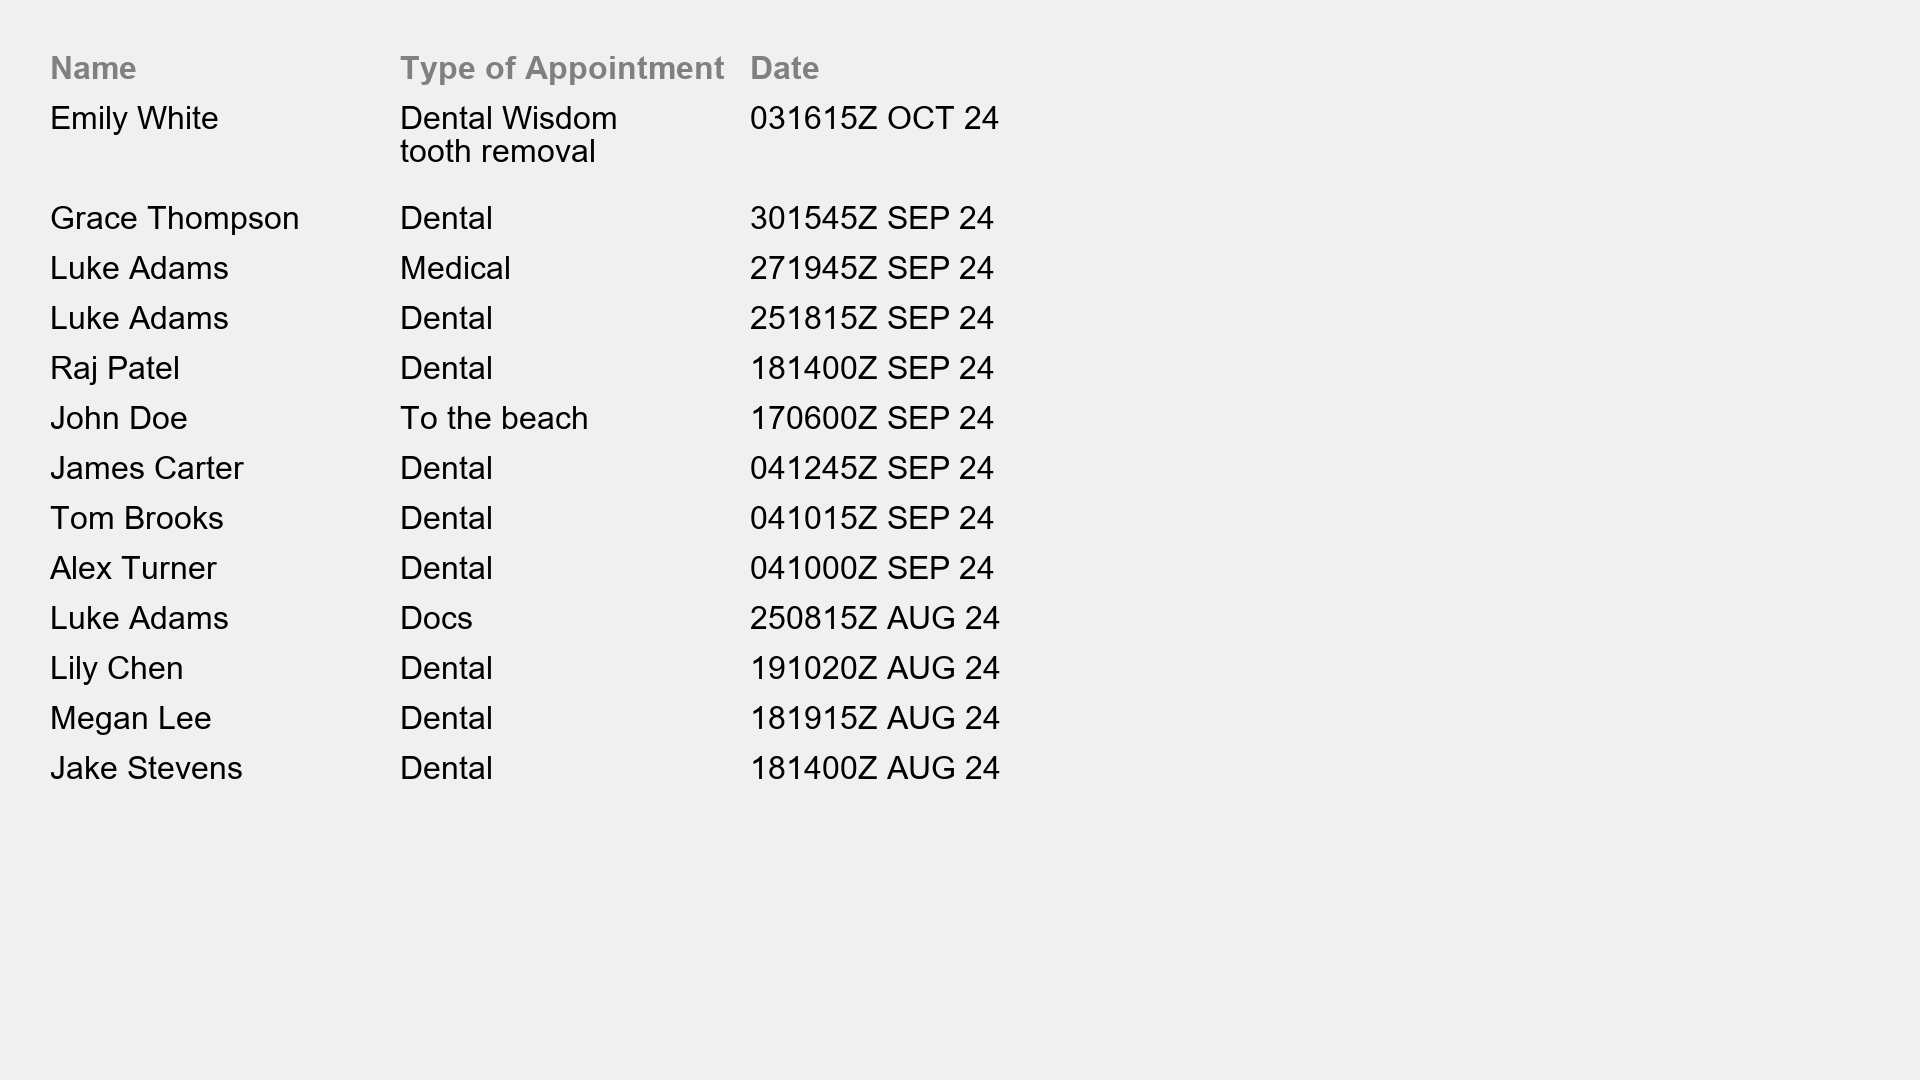 Name Type of Appointment Date
Emily White Dental Wisdom 031615Z OCT 24
tooth removal
Grace Thompson Dental 301545Z SEP 24
Luke Adams Medical 271945Z SEP 24
Luke Adams Dental 251815Z SEP 24
Raj Patel Dental 181400Z SEP 24
John Doe To the beach 170600Z SEP 24
James Carter Dental 041245Z SEP 24
Tom Brooks Dental 041015Z SEP 24
Alex Turner Dental 041000Z SEP 24
Luke Adams Docs 250815Z AUG 24
Lily Chen Dental 191020Z AUG 24
Megan Lee Dental 181915Z AUG 24
Jake Stevens Dental 181400Z AUG 24